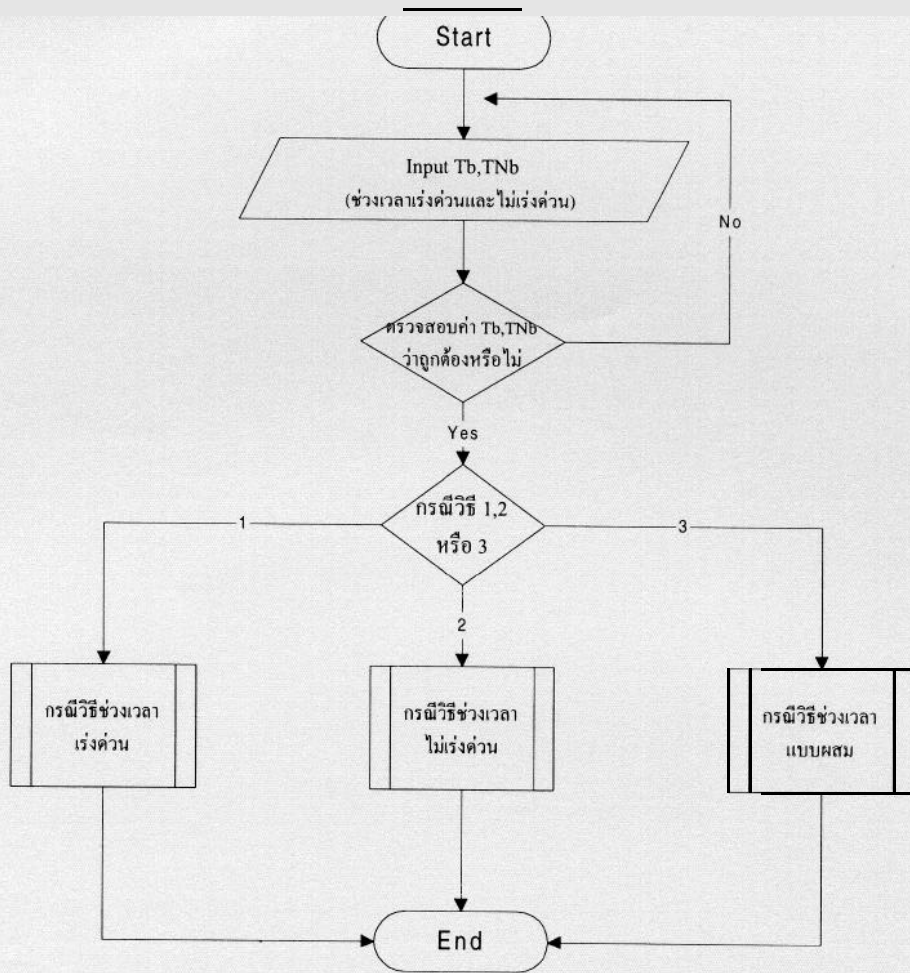 Start
Input Tb,TNb
(ช่วงเวลาเร่งด่วนและไม่เร่งด่วน)
No
ตรวจสอบค่า Tb,TNb
ว่าถูกต้องหรือไม่
Yes
กรณีวิธี 1,2
หรือ 3
1
3
2
กรณีวิธีช่วงเวลา
เร่งด่วน
กรณีวิธีช่วงเวลา
ไม่เร่งด่วน
กรณีวิธีช่วงเวลา
แบบผสม
End